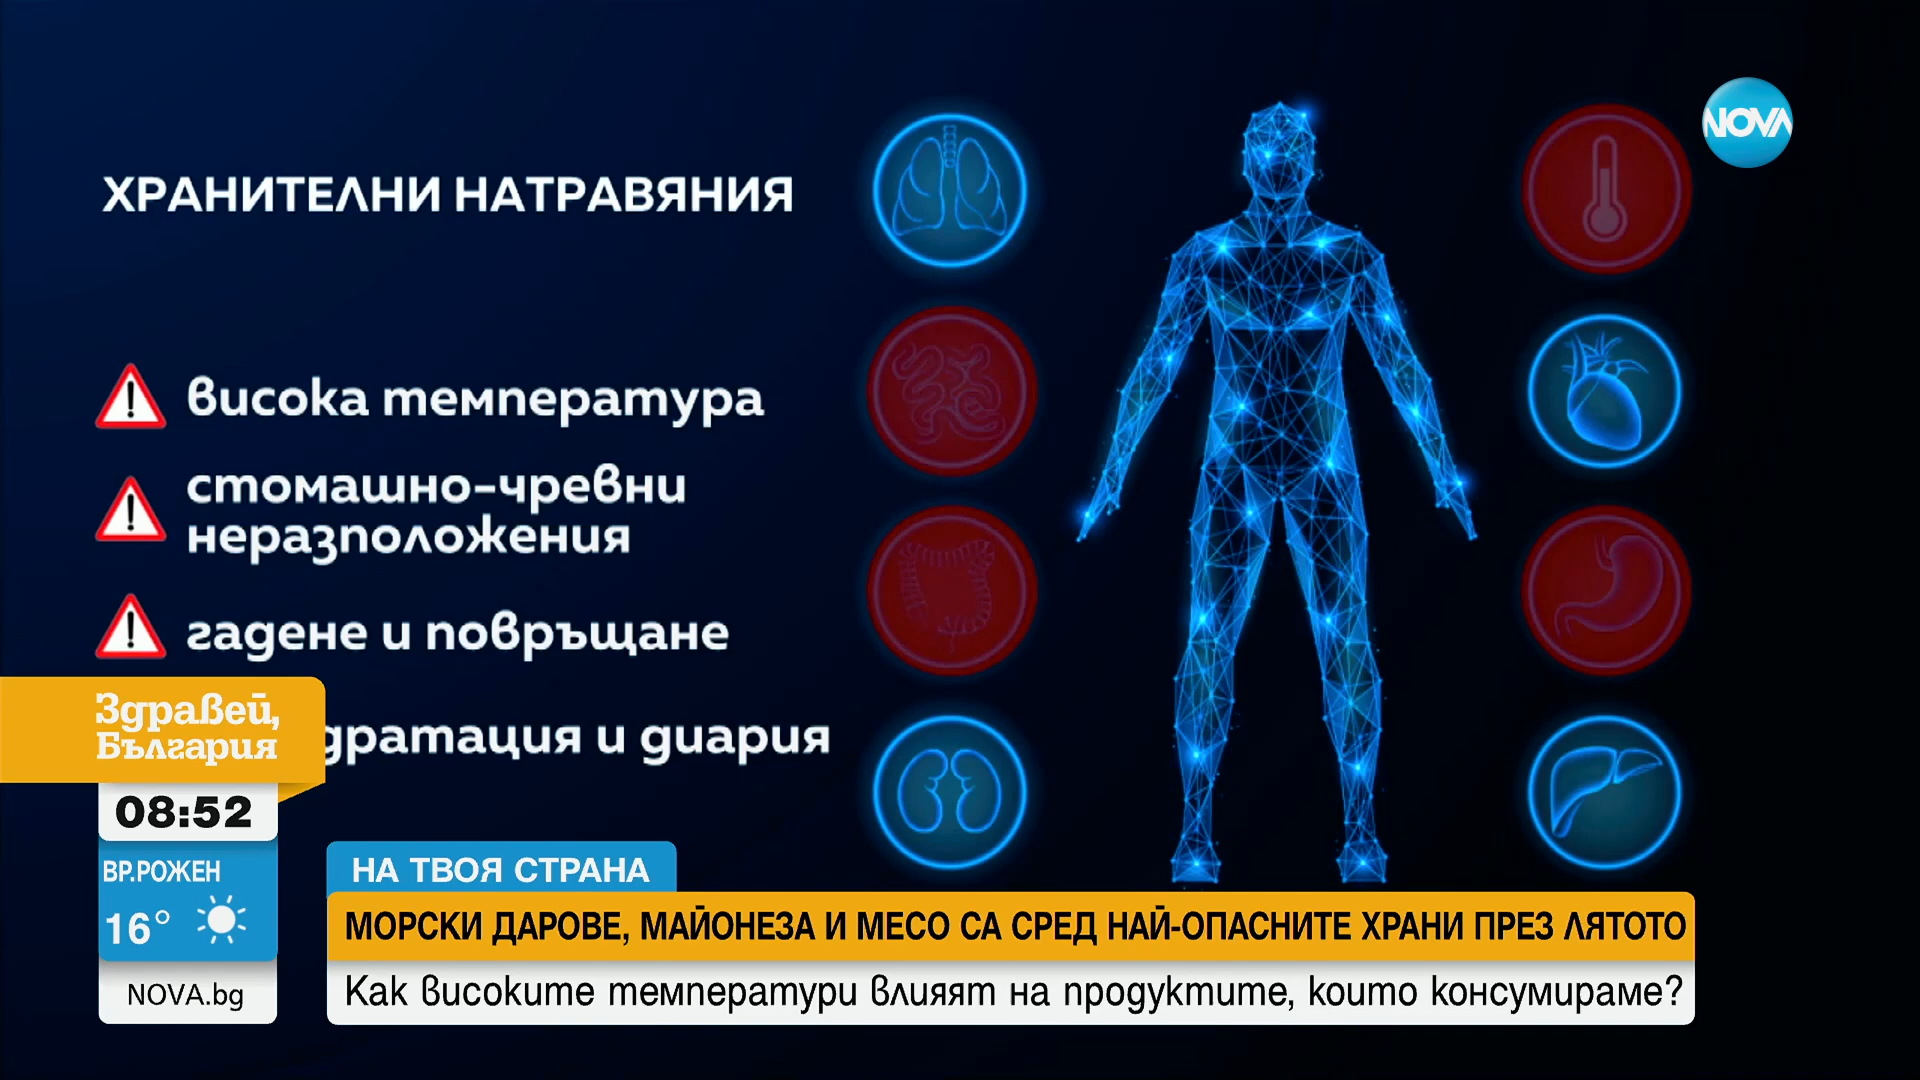 NOVA
ХРАНИТЕЛНИ НАТРАВЯНИЯ
висока температура
стомашно-чревни
неразположения
гадене и повръщане
и диария
Здравей,
България
08:52
ВР.РОЖЕН
16°
NOVA.bg
НА ТВОЯ СТРАНА
МОРСКИ ДАРОВЕ, МАЙОНЕЗА И МЕСО СА СРЕД НАЙ-ОПАСНИТЕ ХРАНИ ПРЕЗ ЛЯТОТО
Как високите температури влияят на продуктите, които консумираме?